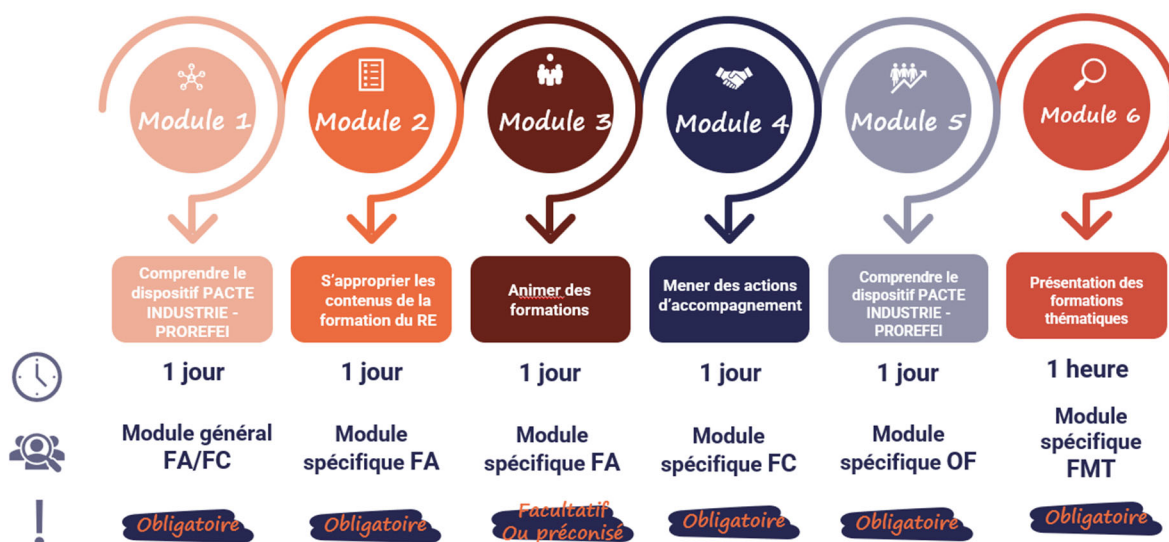 Module 1
Module 2
Module 3
Module 4
Module 5
Module 6
Comprendre le
dispositif PACTE
INDUSTRIE -
PROREFEI
S'approprier les
contenus de la
formation du RE
Animer des
formations
Mener des actions
d'accompagnement
Comprendre le
dispositif PACTE
INDUSTRIE -
PROREFEI
Présentation des
formations
thématiques
1 jour
1 jour
1 jour
1 jour
1 jour
1 heure
Module général
FA/FC
Module
spécifique FA
Module
spécifique FA
Module
spécifique FC
Module
spécifique OF
Module
spécifique
FMT
Obligatoire
Obligatoire
Facultatif
Ou préconisé
Obligatoire
Obligatoire
Obligatoire